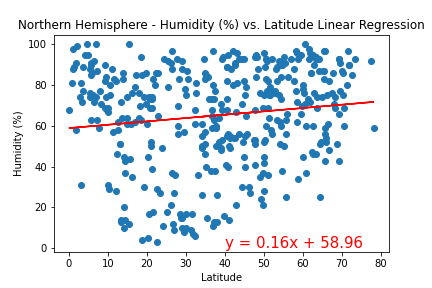 Northern Hemisphere - Humidity (%) vs. Latitude Linear Regression
100
80
60
40
20
0
Humidity (%)
y = 0.16x + 58.96
0 10 20 30 40 50 60 70 80
Latitude